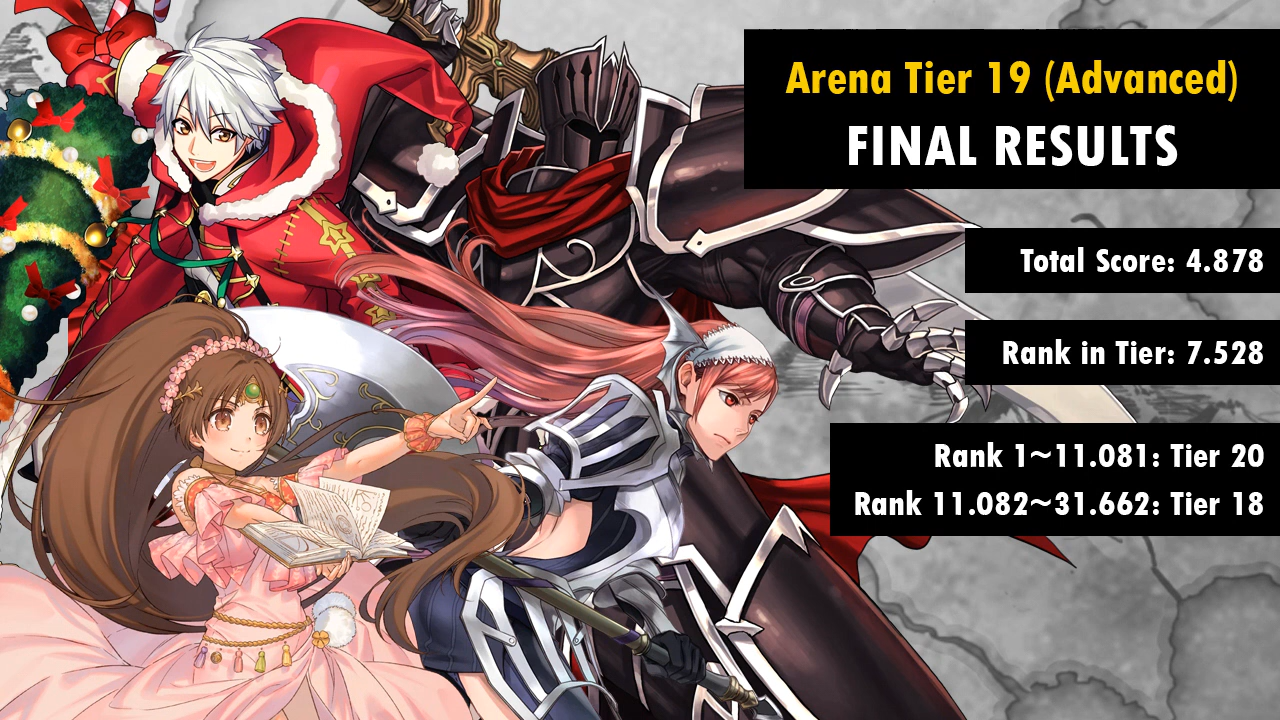 Arena Tier 19 (Advanced)
FINAL RESULTS
Total Score: 4.878
Rank in Tier: 7.528
Rank 1~11.081: Tier 20
Rank 11.082~31.662: Tier 18